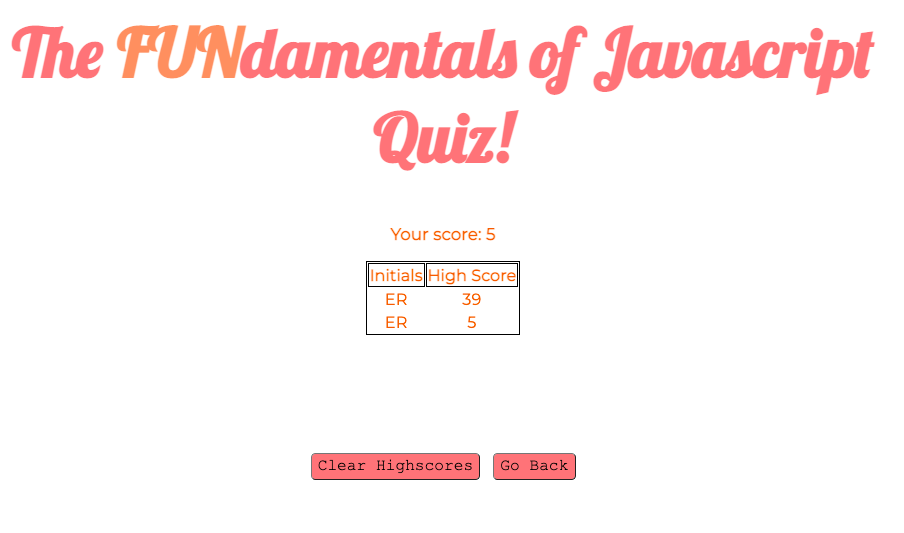 The FUNdamentals of Javascript
Quiz!
Your score: 5
Initials High Score
ER 39
ER 5
Clear Highscores Go Back